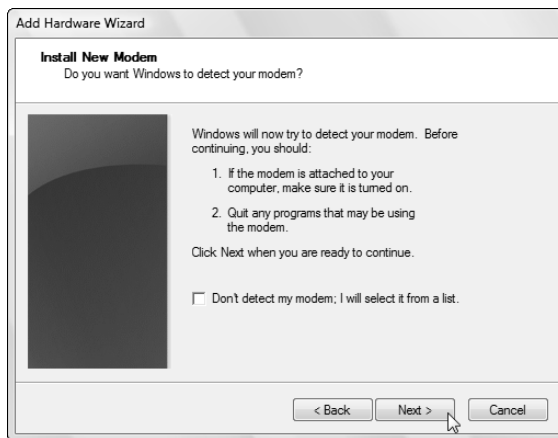 Add Hardware Wizard
Install New Modem
Do you want Windows to detect your modem?
Windows will now try to detect your modem. Before
continuing, you should:
1. If the modem is attached to your
computer, make sure it is turned on.
2. Quit any programs that may be using
the modem.
Click Next when you are ready to continue.
Don't detect my modem; I will select it from a list.
< Back Next > Cancel